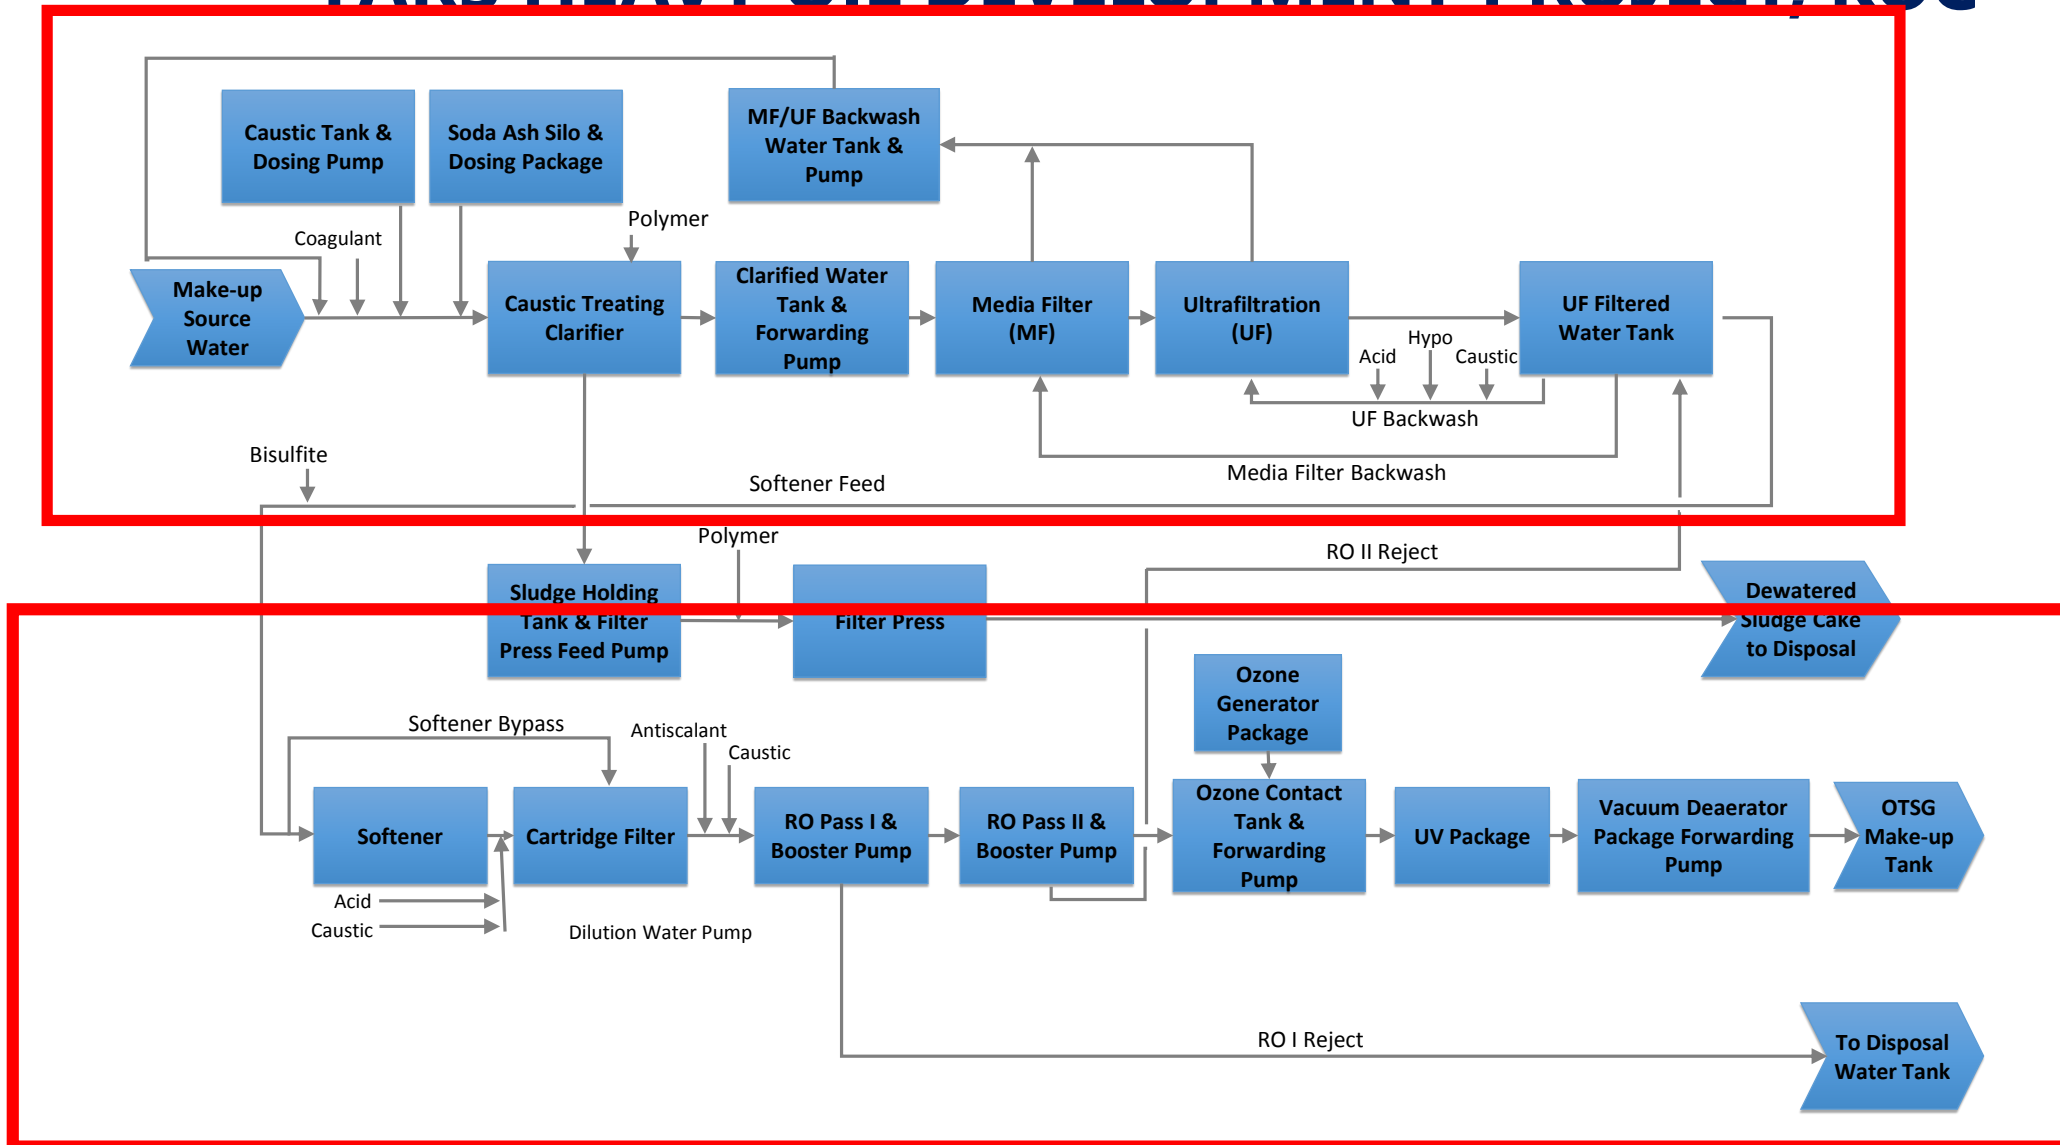 Caustic Tank &
Dosing Pump
Soda Ash Silo &
Dosing Package
MF/UF Backwash
Water Tank &
Pump
Polymer
Coagulant
Make-up
Source
Water
Caustic Treating
Clarifier
Clarified Water
Tank &
Forwarding
Pump
Media Filter
(MF)
Ultrafiltration
(UF)
UF Filtered
Water Tank
Acid
Hypo
Caustic
UF Backwash
Media Filter Backwash
Bisulfite
Softener Feed
Polymer
RO II Reject
Sludge Holding
Tank & Filter
Press Feed Pump
Filter Press
Dewatered
Sludge Cake
to Disposal
Ozone
Generator
Package
Softener Bypass
Antiscalant
Caustic
Softener
Cartridge Filter
RO Pass I &
Booster Pump
RO Pass II &
Booster Pump
Ozone Contact
Tank &
Forwarding
Pump
UV Package
Vacuum Deaerator
Package Forwarding
Pump
OTSG
Make-up
Tank
Acid
Caustic
Dilution Water Pump
RO I Reject
To Disposal
Water Tank